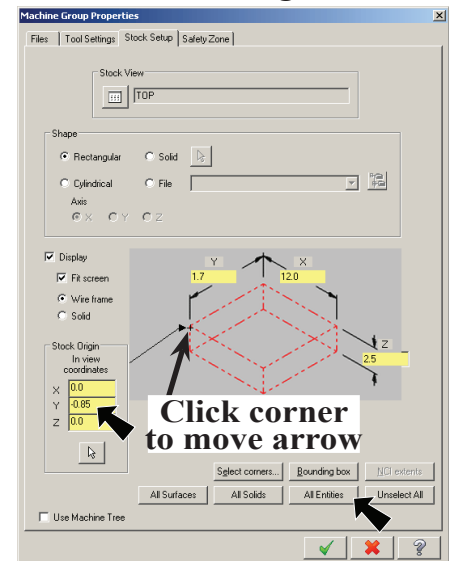 Machine Group Properties
Files Tool Settings Stock Setup Safety Zone
Stock View
TOP
Shape
Rectangular Solid
Cylindrical File
Axis
X Y Z
Display
Fit screen
Wire frame
Solid
Y X
1.7 12.0
Z
2.5
Stock Origin
In view
coordinates
X 0.0
Y -0.85
Z 0.0
Click corner
to move arrow
Select corners... Bounding box NCI extents
All Surfaces All Solids All Entities Unselect All
Use Machine Tree